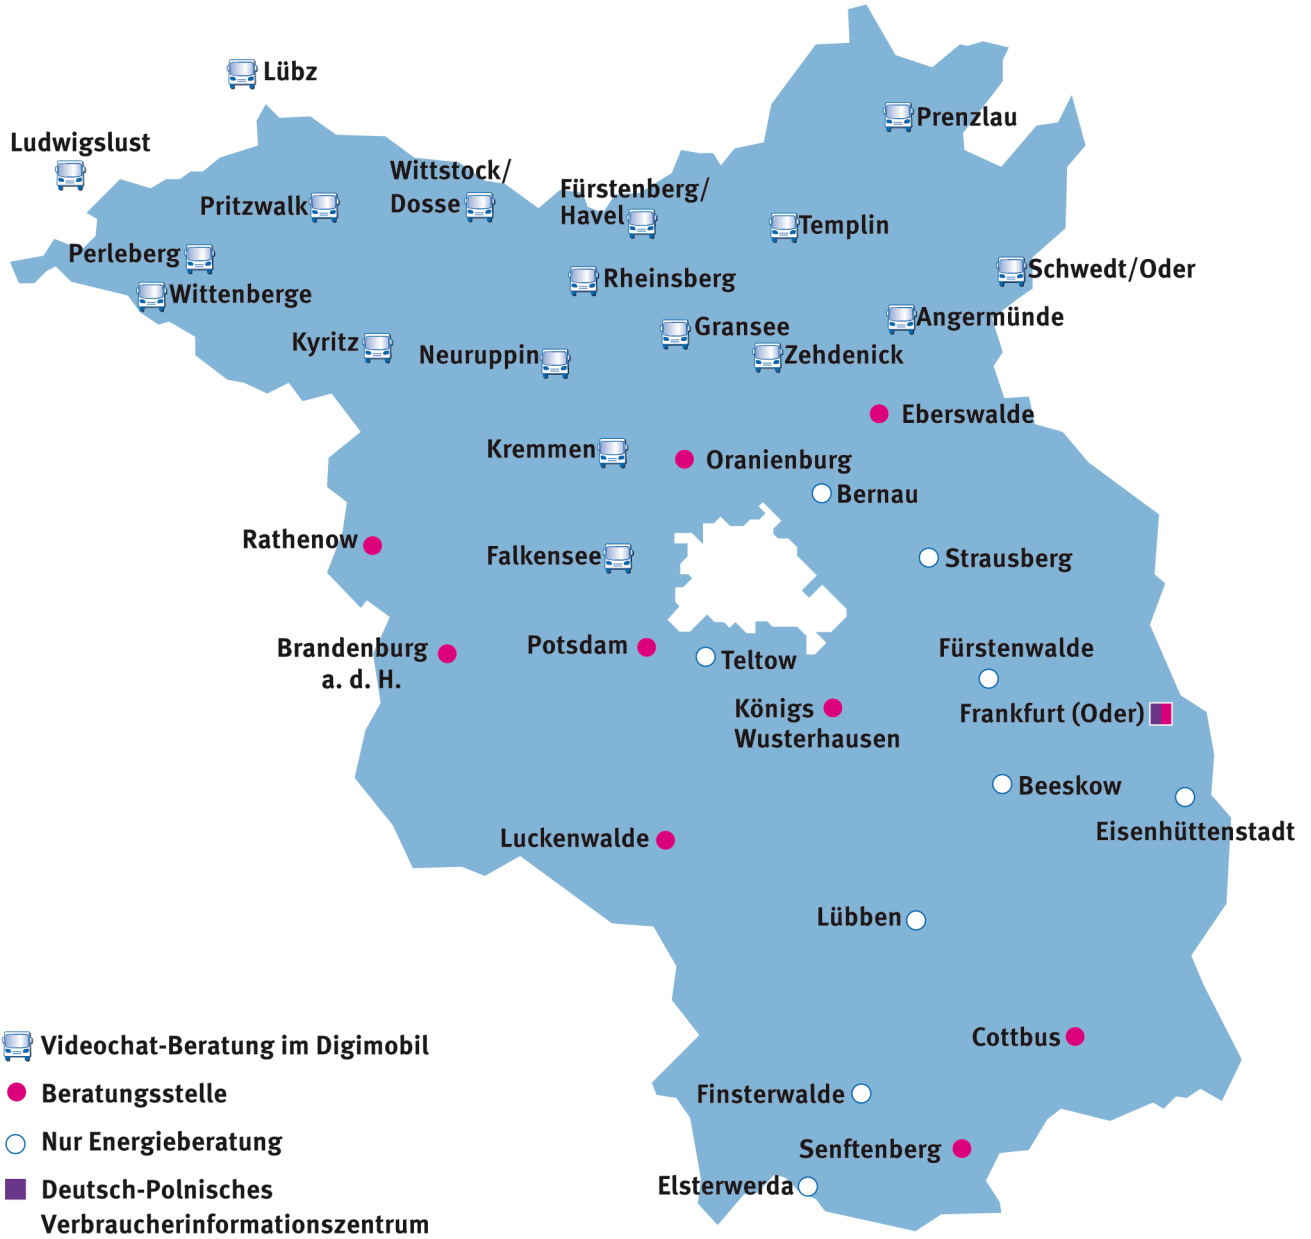 Lübz
Ludwigslust
Prenzlau
Wittstock/
Dosse
Pritzwalk
Fürstenberg/
Havel
Templin
Perleberg
Schwedt/Oder
Rheinsberg
Wittenberge
Angermünde
Gransee
Kyritz
Neuruppin
Zehdenick
Eberswalde
Kremmen
Oranienburg
Bernau
Rathenow
Falkensee
Strausberg
Brandenburg
a. d. H.
Potsdam
Teltow
Fürstenwalde
Königs
Wusterhausen
Frankfurt (Oder)
Beeskow
Eisenhüttenstadt
Luckenwalde
Lübben
Cottbus
Finsterwalde
Senftenberg
Elsterwerda
Videochat-Beratung im Digimobil
Beratungsstelle
Nur Energieberatung
Deutsch-Polnisches
Verbraucherinformationszentrum